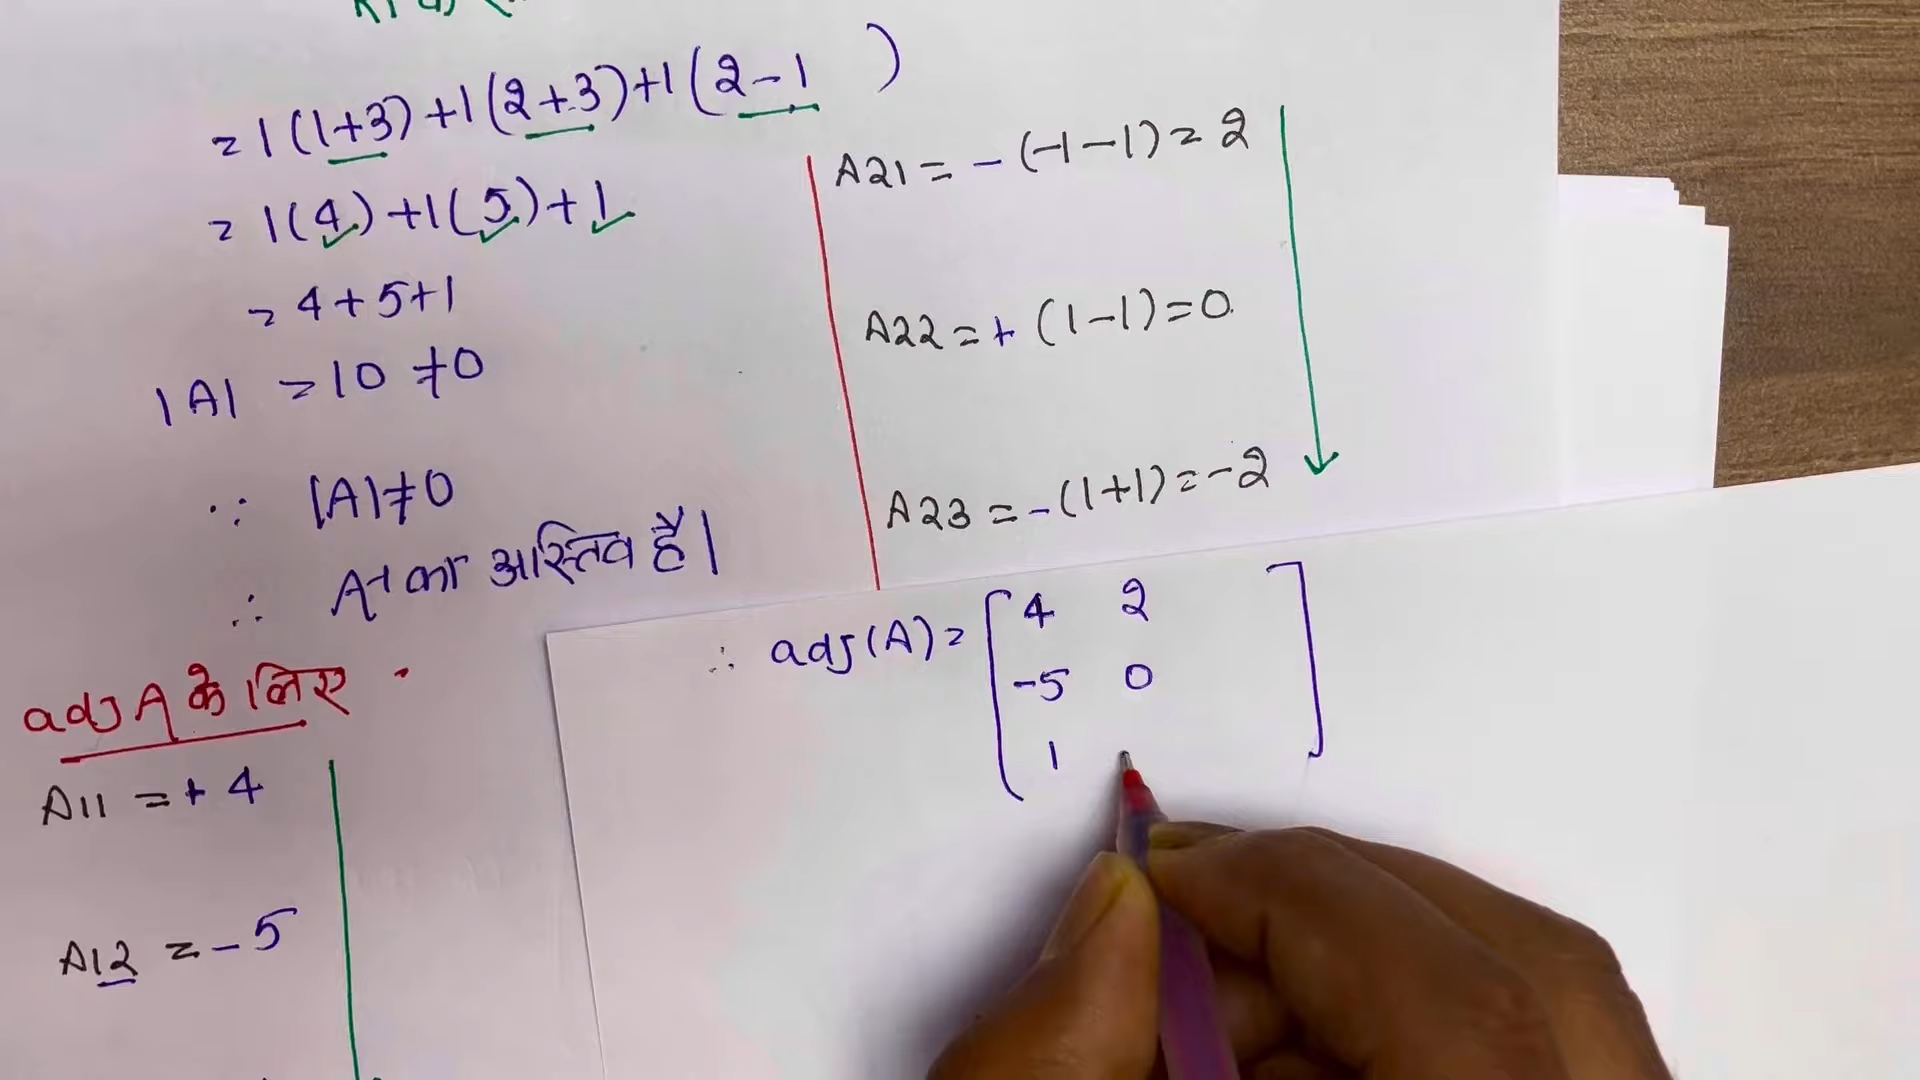 = 1(1+3)+1(2+3)+1(2-1 )
= 1(4)+1(5)+1
= 4+5+1
|A| = 10 ≠0
∵ |A|≠0
∴ A⁻¹ का अस्तिव है|
adj A के लिए
A11 = + 4
A12 = - 5
A21 = - (-1-1) = 2
A22 = + (1-1)=0
A23 = -(1+1) = -2
∴ adj(A)= [ 4 2 ]
-5 0
1